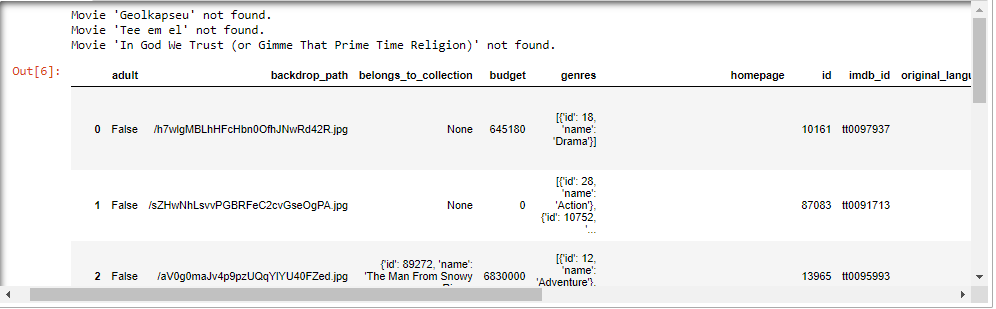 Movie 'Geolkapseu' not found.
Movie 'Tee em el' not found.
Movie 'In God We Trust (or Gimme That Prime Time Religion)' not found.
Out[6]:
adult backdrop_path belongs_to_collection budget genres homepage id imdb_id original_langu
0 False /h7wlgMBLhHFcHbn0OfhJNwRd42R.jpg None 645180 [{'id': 18, 'name': 'Drama'}] 10161 tt0097937
1 False /sZHwNhLsvvPGBRFeC2cvGseOgPA.jpg None 0 [{'id': 28, 'name': 'Action'}, {'id': 10752, '... 87083 tt0091713
2 False /aV0g0maJv4p9pzUQqYlYU40FZed.jpg {'id': 89272, 'name': 'The Man From Snowy 6830000 [{'id': 12, 'name': 'Adventure'}, 13965 tt0095993